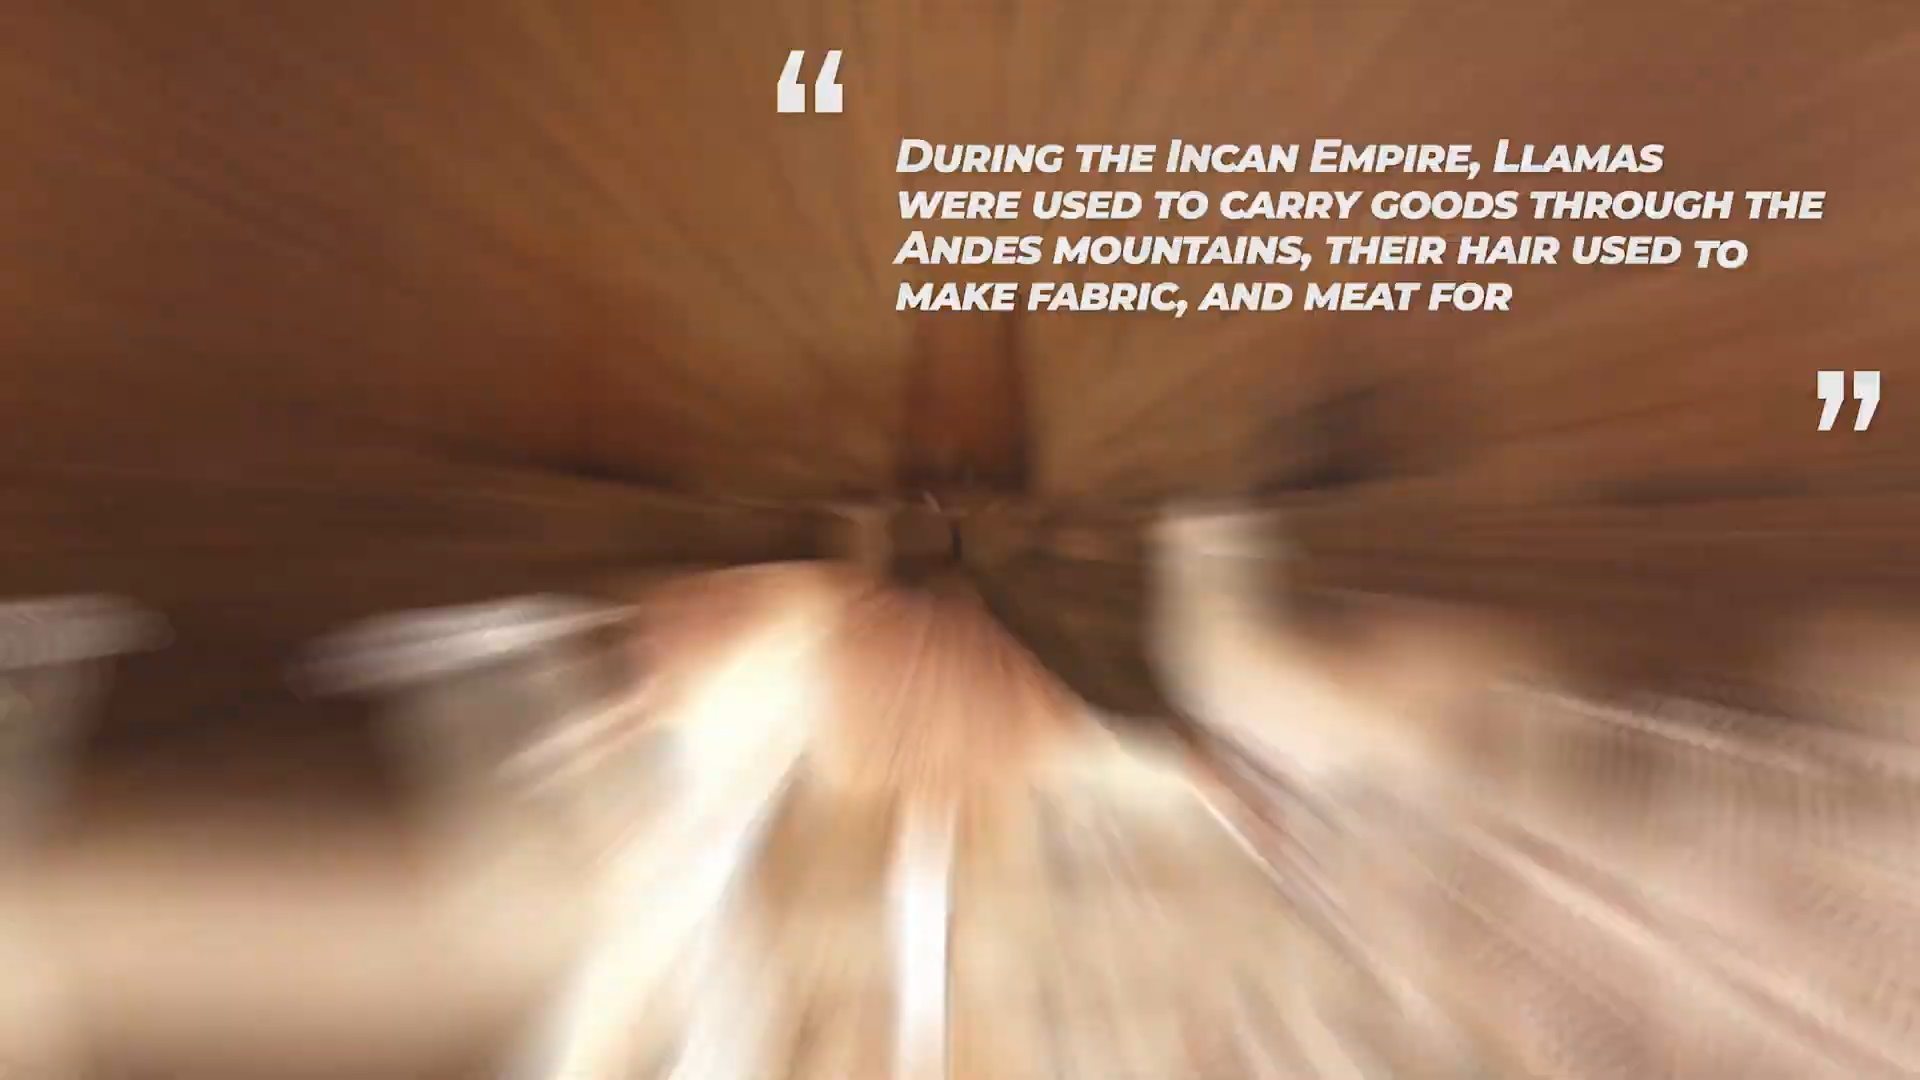 “
During the Incan Empire, Llamas
were used to carry goods through the
Andes mountains, their hair used to
make fabric, and meat for
”